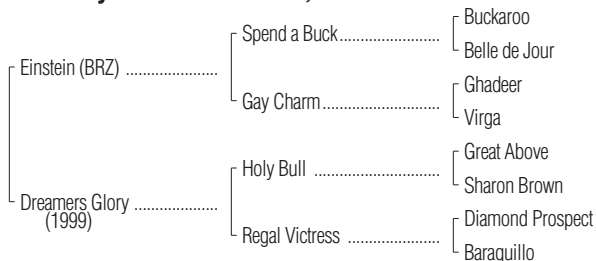 Buckaroo
Spend a Buck
Belle de Jour
Einstein (BRZ)
Ghadeer
Gay Charm
Virga
Great Above
Holy Bull
Sharon Brown
Dreamers Glory
(1999)
Diamond Prospect
Regal Victress
Baraquillo